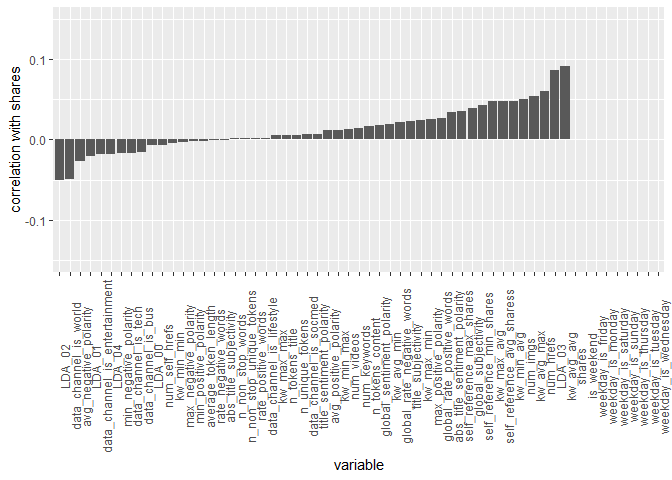 correlation with shares
0.1
0.0
-0.1
LDA_02
data_channel_is_world
avg_negative_polarity
LDA_01
data_channel_is_entertainment
LDA_04
min_negative_polarity
data_channel_is_tech
data_channel_is_bus
LDA_00
num_self_hrefs
kw_min_min
max_negative_polarity
min_positive_polarity
average_token_length
rate_negative_words
abs_title_subjectivity
n_non_stop_words
n_non_stop_unique_tokens
rate_positive_words
data_channel_is_lifestyle
kw_max_max
n_tokens_title
n_unique_tokens
data_channel_is_socmed
title_sentiment_polarity
avg_positive_polarity
kw_min_max
num_videos
num_keywords
n_tokens_content
global_sentiment_polarity
kw_avg_min
global_rate_negative_words
title_subjectivity
kw_max_min
max_positive_polarity
global_rate_positive_words
abs_title_sentiment_polarity
self_reference_max_shares
global_subjectivity
self_reference_min_shares
kw_max_avg
self_reference_avg_sharess
kw_min_avg
num_imgs
kw_avg_max
num_hrefs
LDA_03
kw_avg_avg
shares
is_weekend
weekday_is_friday
weekday_is_monday
weekday_is_saturday
weekday_is_sunday
weekday_is_thursday
weekday_is_tuesday
weekday_is_wednesday
variable